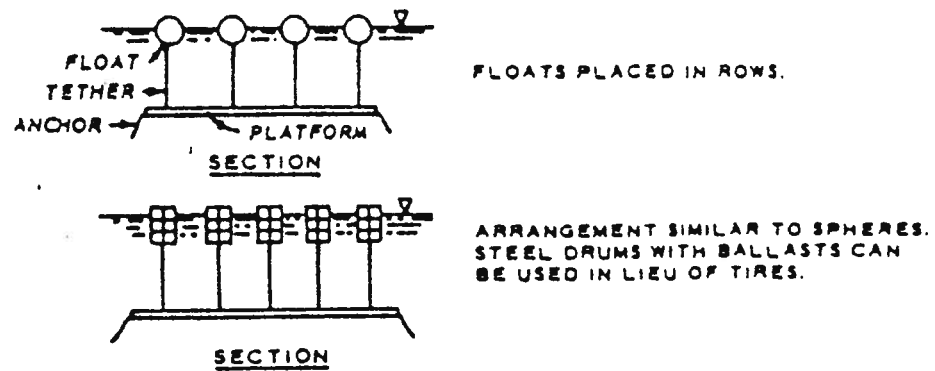 FLOAT
TETHER
ANCHOR
PLATFORM
SECTION
FLOATS PLACED IN ROWS.
SECTION
ARRANGEMENT SIMILAR TO SPHERES.
STEEL DRUMS WITH BALLASTS CAN
BE USED IN LIEU OF TIRES.